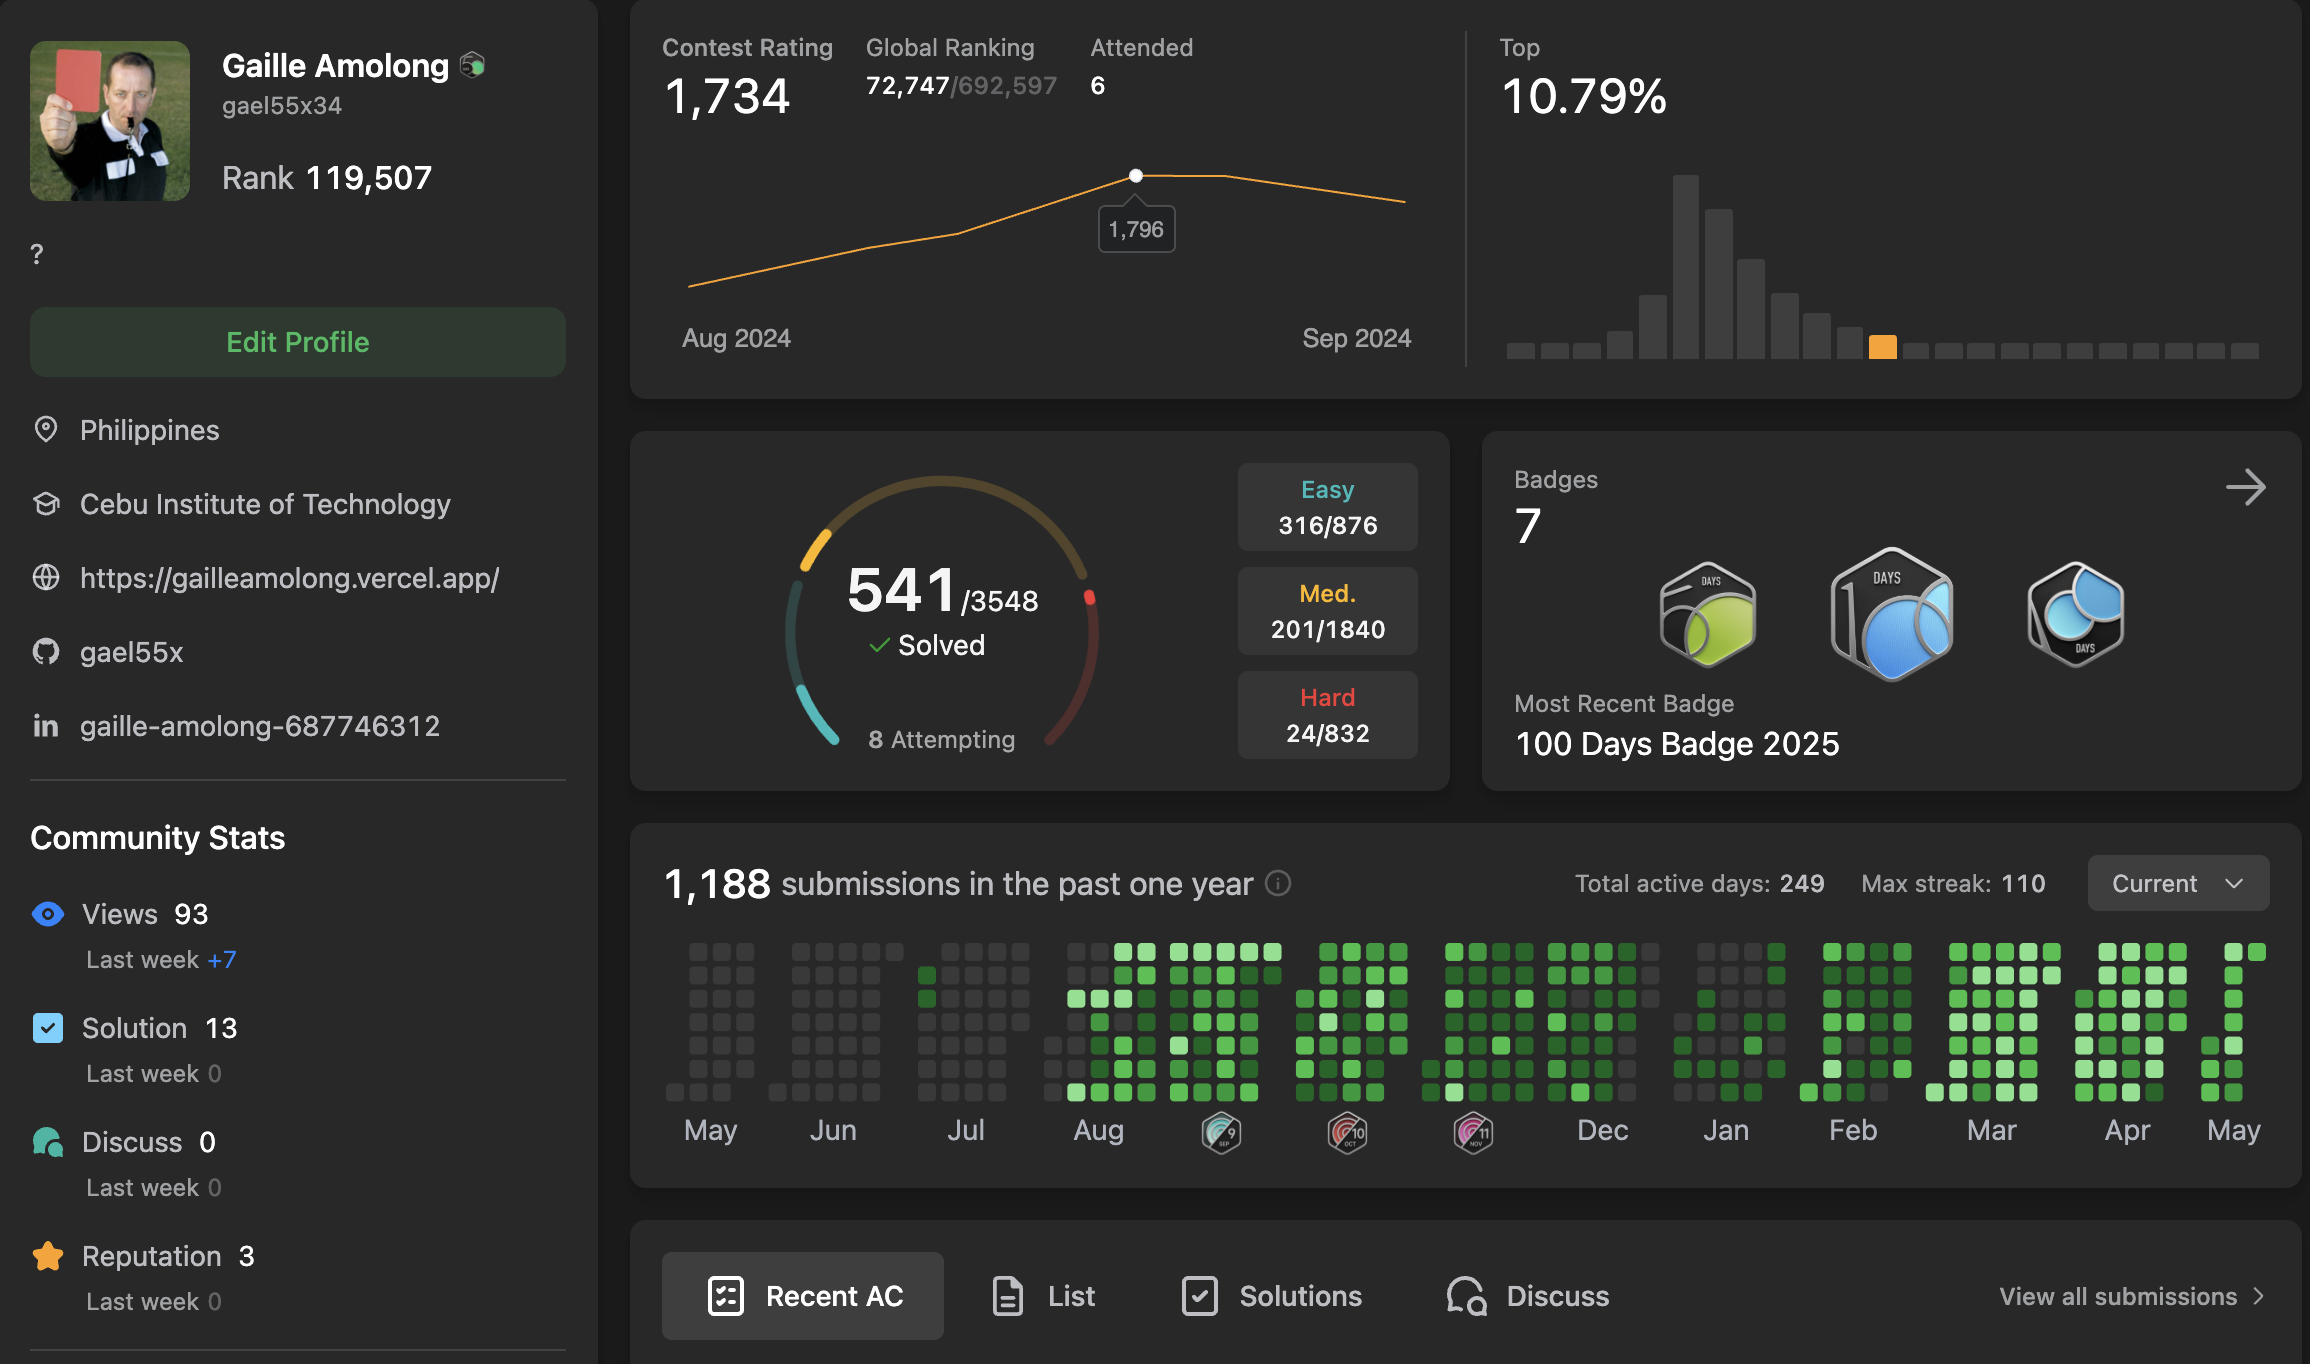 Gaille Amolong
gael55x34
Rank 119,507
?
Edit Profile
Philippines
Cebu Institute of Technology
https://gailleamolong.vercel.app/
gael55x
gaille-amolong-687746312
Community Stats
Views 93
Last week +7
Solution 13
Last week 0
Discuss 0
Last week 0
Reputation 3
Last week 0
Contest Rating
1,734
Global Ranking
72,747/692,597
Attended
6
1,796
Aug 2024
Sep 2024
Top
10.79%
541/3548
Solved
8 Attempting
Easy
316/876
Med.
201/1840
Hard
24/832
Badges
7
DAYS
DAYS
DAYS
Most Recent Badge
100 Days Badge 2025
1,188 submissions in the past one year
Total active days: 249
Max streak: 110
Current
May
Jun
Jul
Aug
9
SEP
10
OCT
11
NOV
Dec
Jan
Feb
Mar
Apr
May
Recent AC
List
Solutions
Discuss
View all submissions